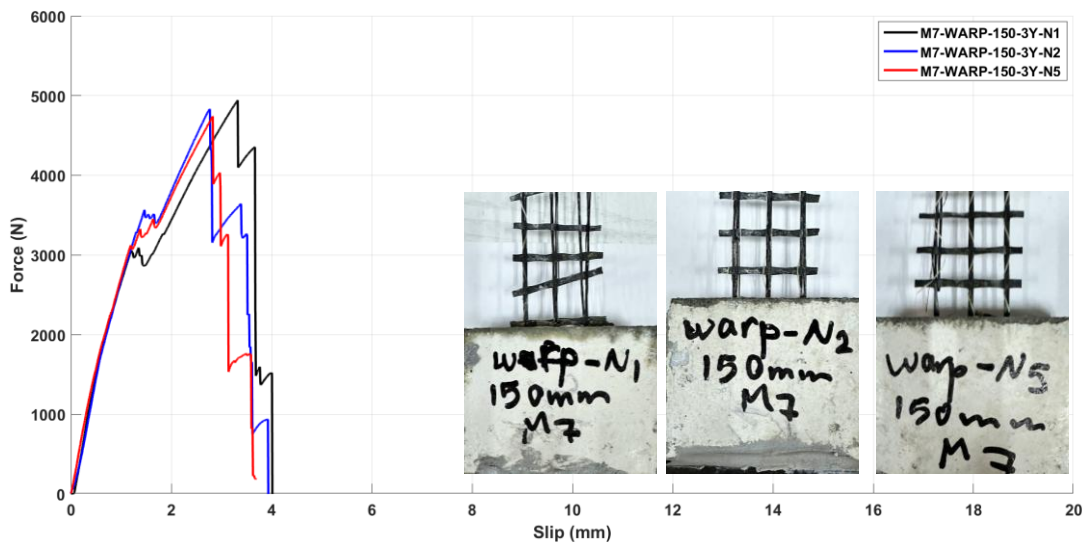 6000
5000
4000
3000
2000
1000
0
Force (N)
0 2 4 6 8 10 12 14 16 18 20
Slip (mm)
M7-WARP-150-3Y-N1
M7-WARP-150-3Y-N2
M7-WARP-150-3Y-N5
warp-N1
150mm
M7
warp-N2
150mm
M7
warp-N5
150mm
M7